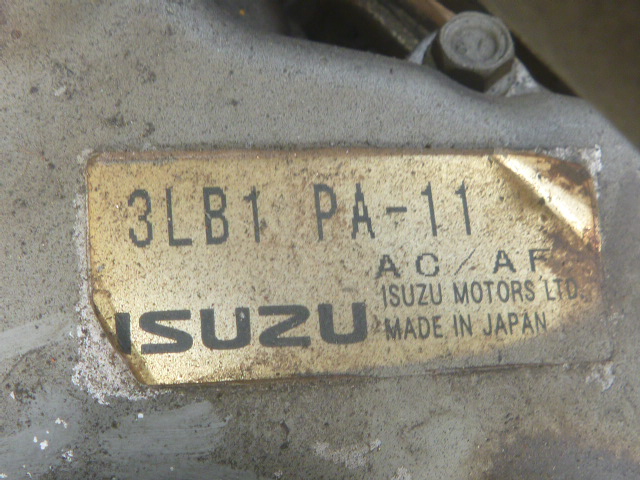 3LB1 PA-11
AC/AF
ISUZU
ISUZU MOTORS LTD.
MADE IN JAPAN